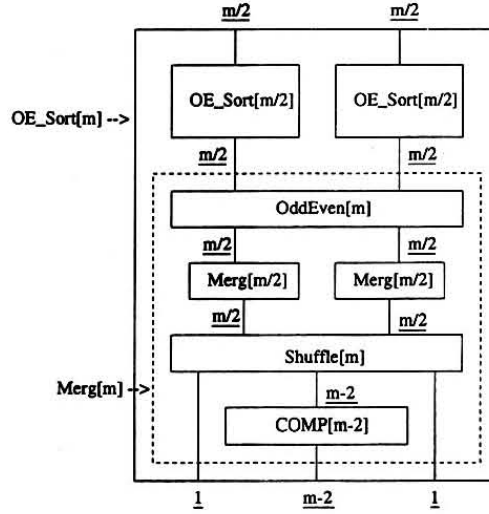 m/2 m/2
OE_Sort[m/2] OE_Sort[m/2]
OE_Sort[m] -->
m/2 m/2
OddEven[m]
m/2 m/2
Merg[m/2] Merg[m/2]
m/2 m/2
Shuffle[m]
Merg[m] -->
m-2
COMP[m-2]
1 m-2 1